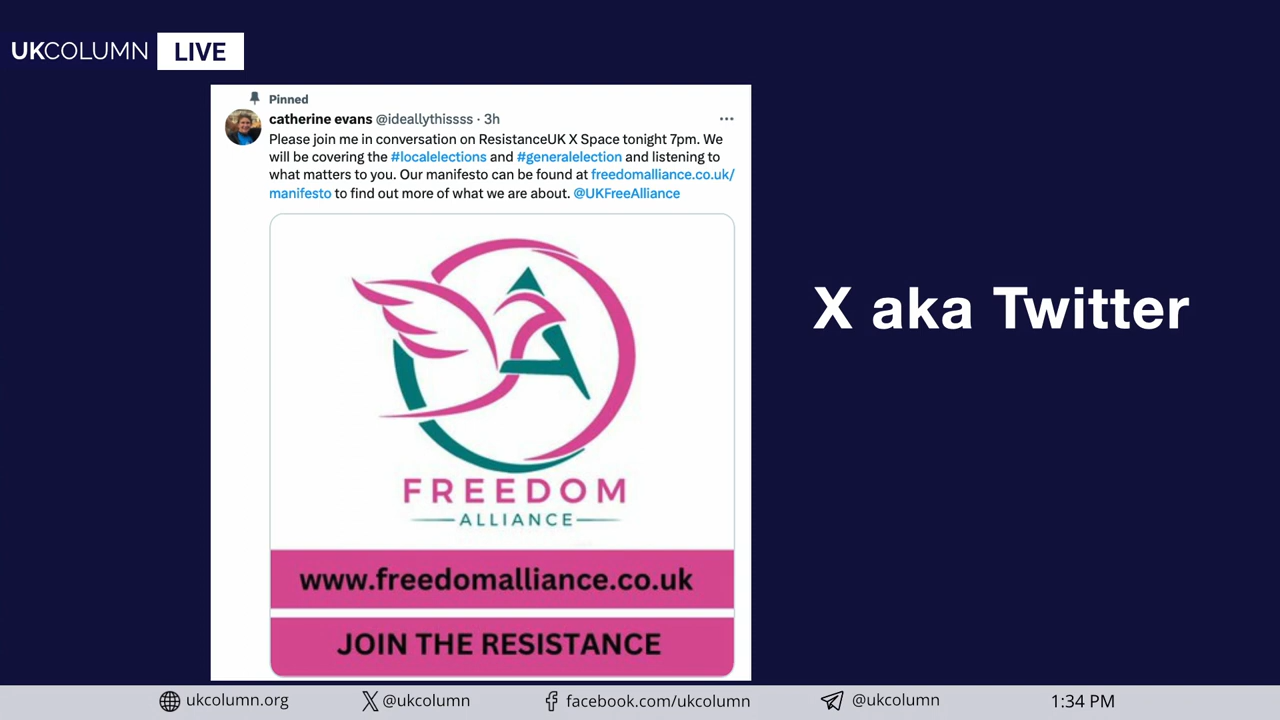 UKCOLUMN LIVE
Pinned
catherine evans @ideallythissss · 3h
Please join me in conversation on ResistanceUK X Space tonight 7pm. We
will be covering the #localelections and #generalelection and listening to
what matters to you. Our manifesto can be found at freedomalliance.co.uk/
manifesto to find out more of what we are about. @UKFreeAlliance
FREEDOM
ALLIANCE
www.freedomalliance.co.uk
JOIN THE RESISTANCE
X aka Twitter
ukcolumn.org @ukcolumn facebook.com/ukcolumn @ukcolumn 1:34 PM